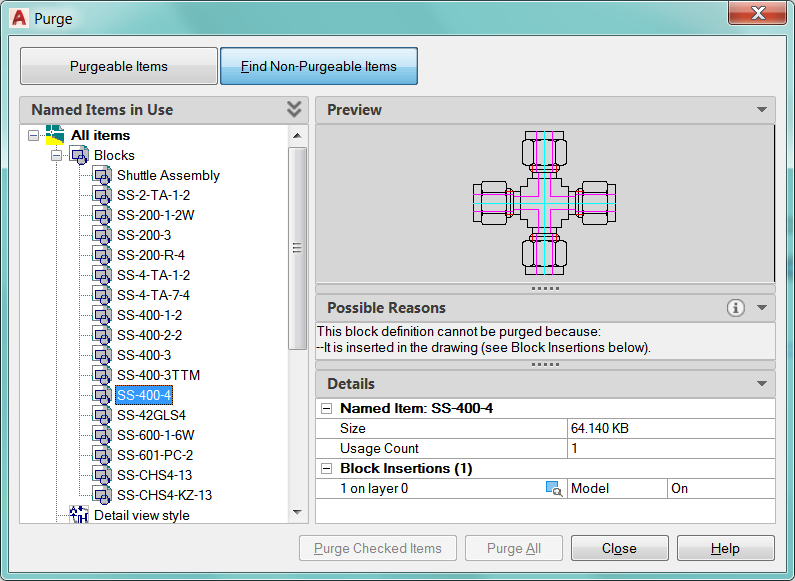 Purge
Purgeable Items
Find Non-Purgeable Items
Named Items in Use
All items
Blocks
Shuttle Assembly
SS-2-TA-1-2
SS-200-1-2W
SS-200-3
SS-200-R-4
SS-4-TA-1-2
SS-4-TA-7-4
SS-400-1-2
SS-400-2-2
SS-400-3
SS-400-3TTM
SS-400-4
SS-42GLS4
SS-600-1-6W
SS-601-PC-2
SS-CHS4-13
SS-CHS4-KZ-13
Detail view style
Preview
Possible Reasons
This block definition cannot be purged because:
--It is inserted in the drawing (see Block Insertions below).
Details
Named Item: SS-400-4
Size 64.140 KB
Usage Count 1
Block Insertions (1)
1 on layer 0 Model On
Purge Checked Items
Purge All
Close
Help